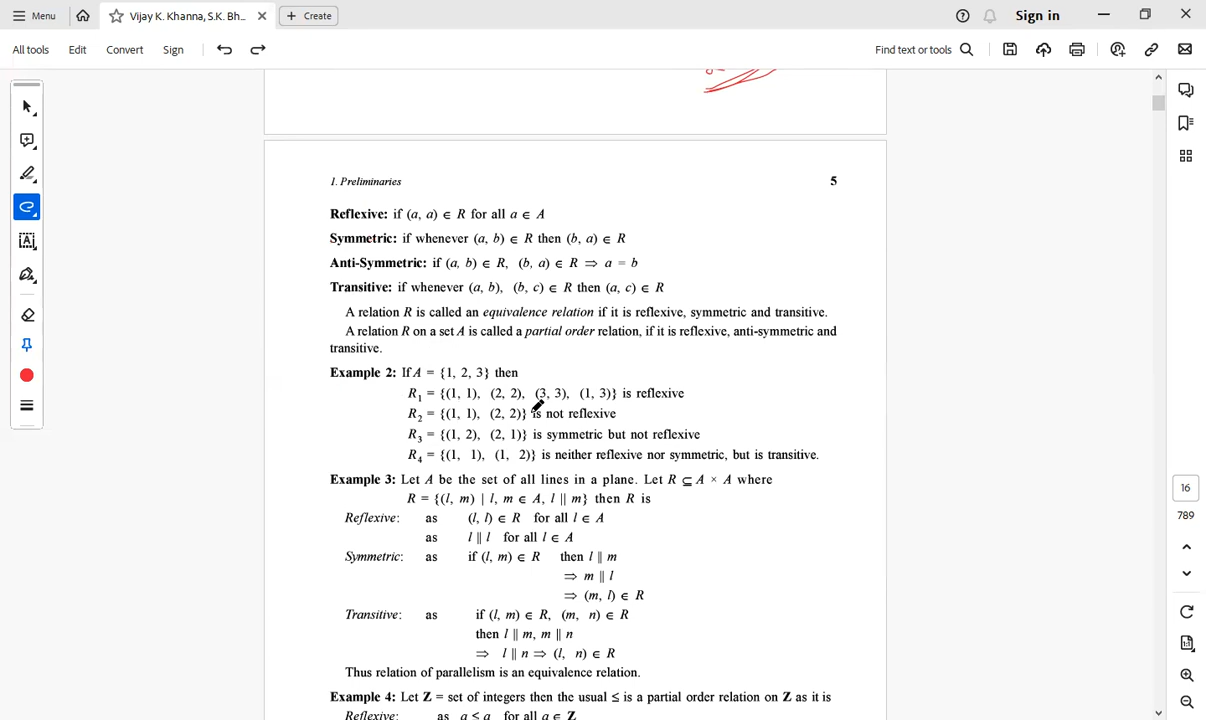 Menu Vijay K. Khanna, S.K. Bh... Create Sign in
All tools Edit Convert Sign Find text or tools
1. Preliminaries 5
Reflexive: if (a, a) ∈ R for all a ∈ A
Symmetric: if whenever (a, b) ∈ R then (b, a) ∈ R
Anti-Symmetric: if (a, b) ∈ R, (b, a) ∈ R ⇒ a = b
Transitive: if whenever (a, b), (b, c) ∈ R then (a, c) ∈ R
A relation R is called an equivalence relation if it is reflexive, symmetric and transitive.
A relation R on a set A is called a partial order relation, if it is reflexive, anti-symmetric and
transitive.
Example 2: If A = {1, 2, 3} then
R₁ = {(1, 1), (2, 2), (3, 3), (1, 3)} is reflexive
R₂ = {(1, 1), (2, 2)} is not reflexive
R₃ = {(1, 2), (2, 1)} is symmetric but not reflexive
R₄ = {(1, 1), (1, 2)} is neither reflexive nor symmetric, but is transitive.
Example 3: Let A be the set of all lines in a plane. Let R ⊆ A × A where
R = {(l, m) | l, m ∈ A, l || m} then R is
Reflexive: as (l, l) ∈ R for all l ∈ A
as l || l for all l ∈ A
Symmetric: as if (l, m) ∈ R then l || m
⇒ m || l
⇒ (m, l) ∈ R
Transitive: as if (l, m) ∈ R, (m, n) ∈ R
then l || m, m || n
⇒ l || n ⇒ (l, n) ∈ R
Thus relation of parallelism is an equivalence relation.
Example 4: Let Z = set of integers then the usual ≤ is a partial order relation on Z as it is
Reflexive: as a ≤ a for all a ∈ Z
16
789